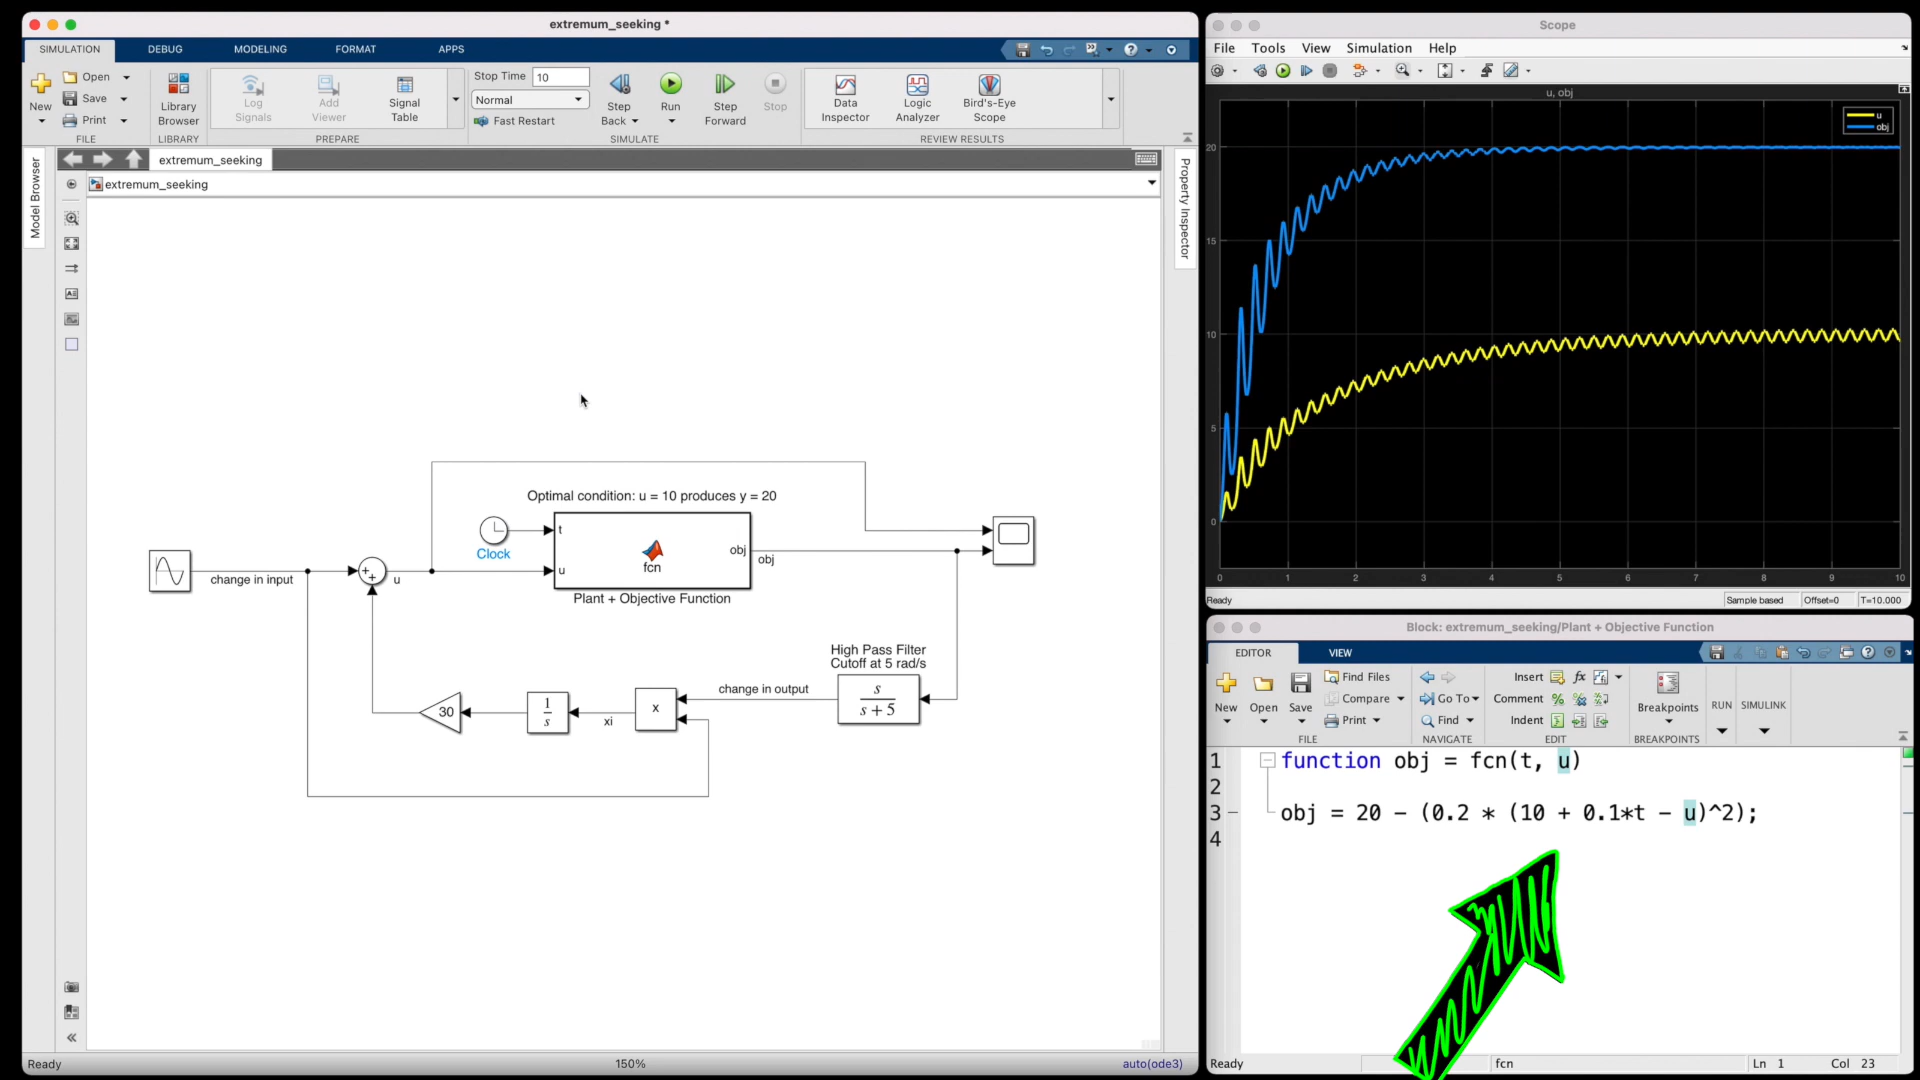 extremum_seeking *
SIMULATION DEBUG MODELING FORMAT APPS
New
Open
Save
Print
FILE
Library Browser
LIBRARY
Log Signals
Add Viewer
Signal Table
PREPARE
Stop Time 10
Normal
Fast Restart
Step Back
Run
Step Forward
Stop
SIMULATE
Data Inspector
Logic Analyzer
Bird's-Eye Scope
REVIEW RESULTS
Model Browser
extremum_seeking
extremum_seeking
Property Inspector
Optimal condition: u = 10 produces y = 20
Clock
t
u
fcn
obj
obj
Plant + Objective Function
change in input
u
High Pass Filter
Cutoff at 5 rad/s
s
s + 5
change in output
x
xi
1
s
30
Ready
150%
auto(ode3)
Scope
File Tools View Simulation Help
u, obj
u
obj
20
15
10
5
0
0 1 2 3 4 5 6 7 8 9 10
Ready
Sample based Offset=0 T=10.000
Block: extremum_seeking/Plant + Objective Function
EDITOR VIEW
New
Open
Save
Find Files
Compare
Print
FILE
Go To
Find
NAVIGATE
Insert fx
Comment
Indent
EDIT
Breakpoints
BREAKPOINTS
RUN
SIMULINK
1 function obj = fcn(t, u)
2
3 obj = 20 - (0.2 * (10 + 0.1*t - u)^2);
4
Ready
fcn
Ln 1 Col 23